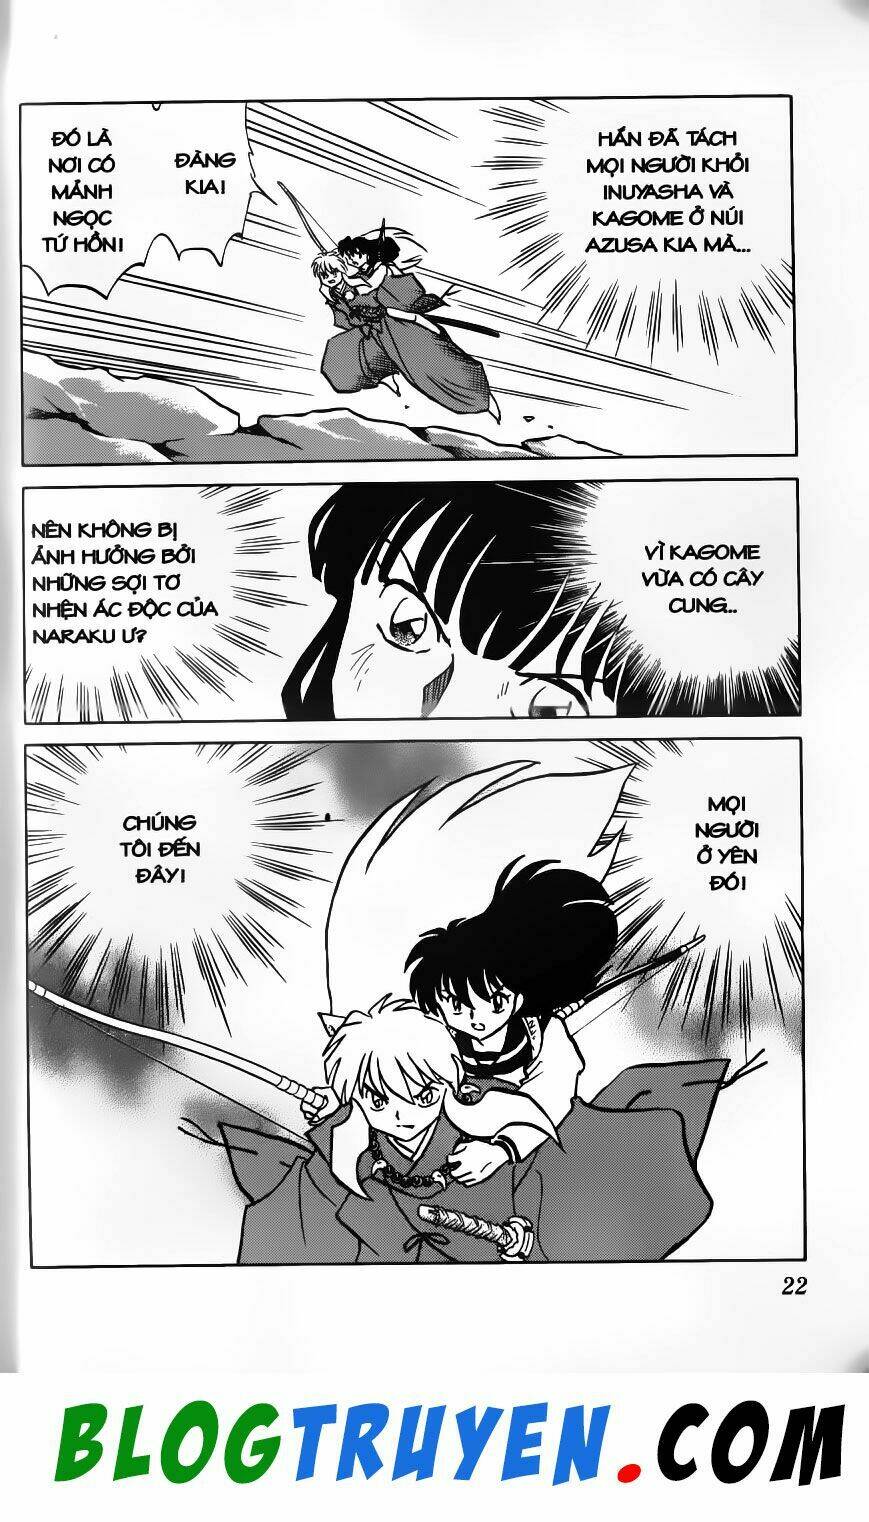 HẮN ĐÃ TÁCH
MỌI NGƯỜI KHỎI
INUYASHA VÀ
KAGOME Ở NÚI
AZUSA KIA MÀ...
ĐÀNG
KIA!
ĐÓ LÀ
NƠI CÓ
MẢNH
NGỌC
TỨ HỒN!
VÌ KAGOME
VỪA CÓ CÂY
CUNG...
NÊN KHÔNG BỊ
ẢNH HƯỞNG BỞI
NHỮNG SỢI TƠ
NHỆN ÁC ĐỘC CỦA
NARAKU Ư?
MỌI
NGƯỜI
Ở YÊN
ĐÓ!
CHÚNG
TÔI ĐẾN
ĐÂY!
22
BLOGTRUYEN.COM